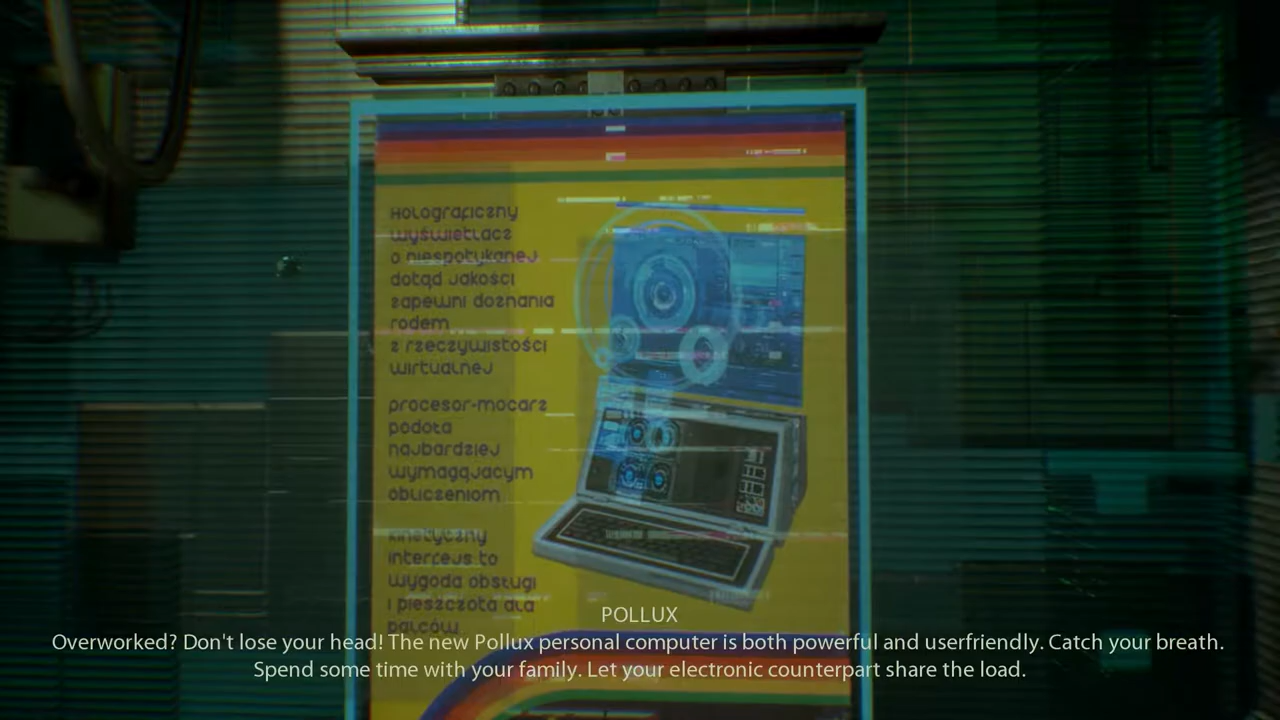 Holograficzny
wyświetlacz
o niespotykanej
dotąd jakości
zapewni doznania
rodem
z rzeczywistości
wirtualnej
procesor-mocarz
podoła
najbardziej
wymagającym
obliczeniom
kinetyczny
interfejs to
wygoda obsługi
i pieszczota dla
palców
POLLUX
Overworked? Don't lose your head! The new Pollux personal computer is both powerful and userfriendly. Catch your breath.
Spend some time with your family. Let your electronic counterpart share the load.